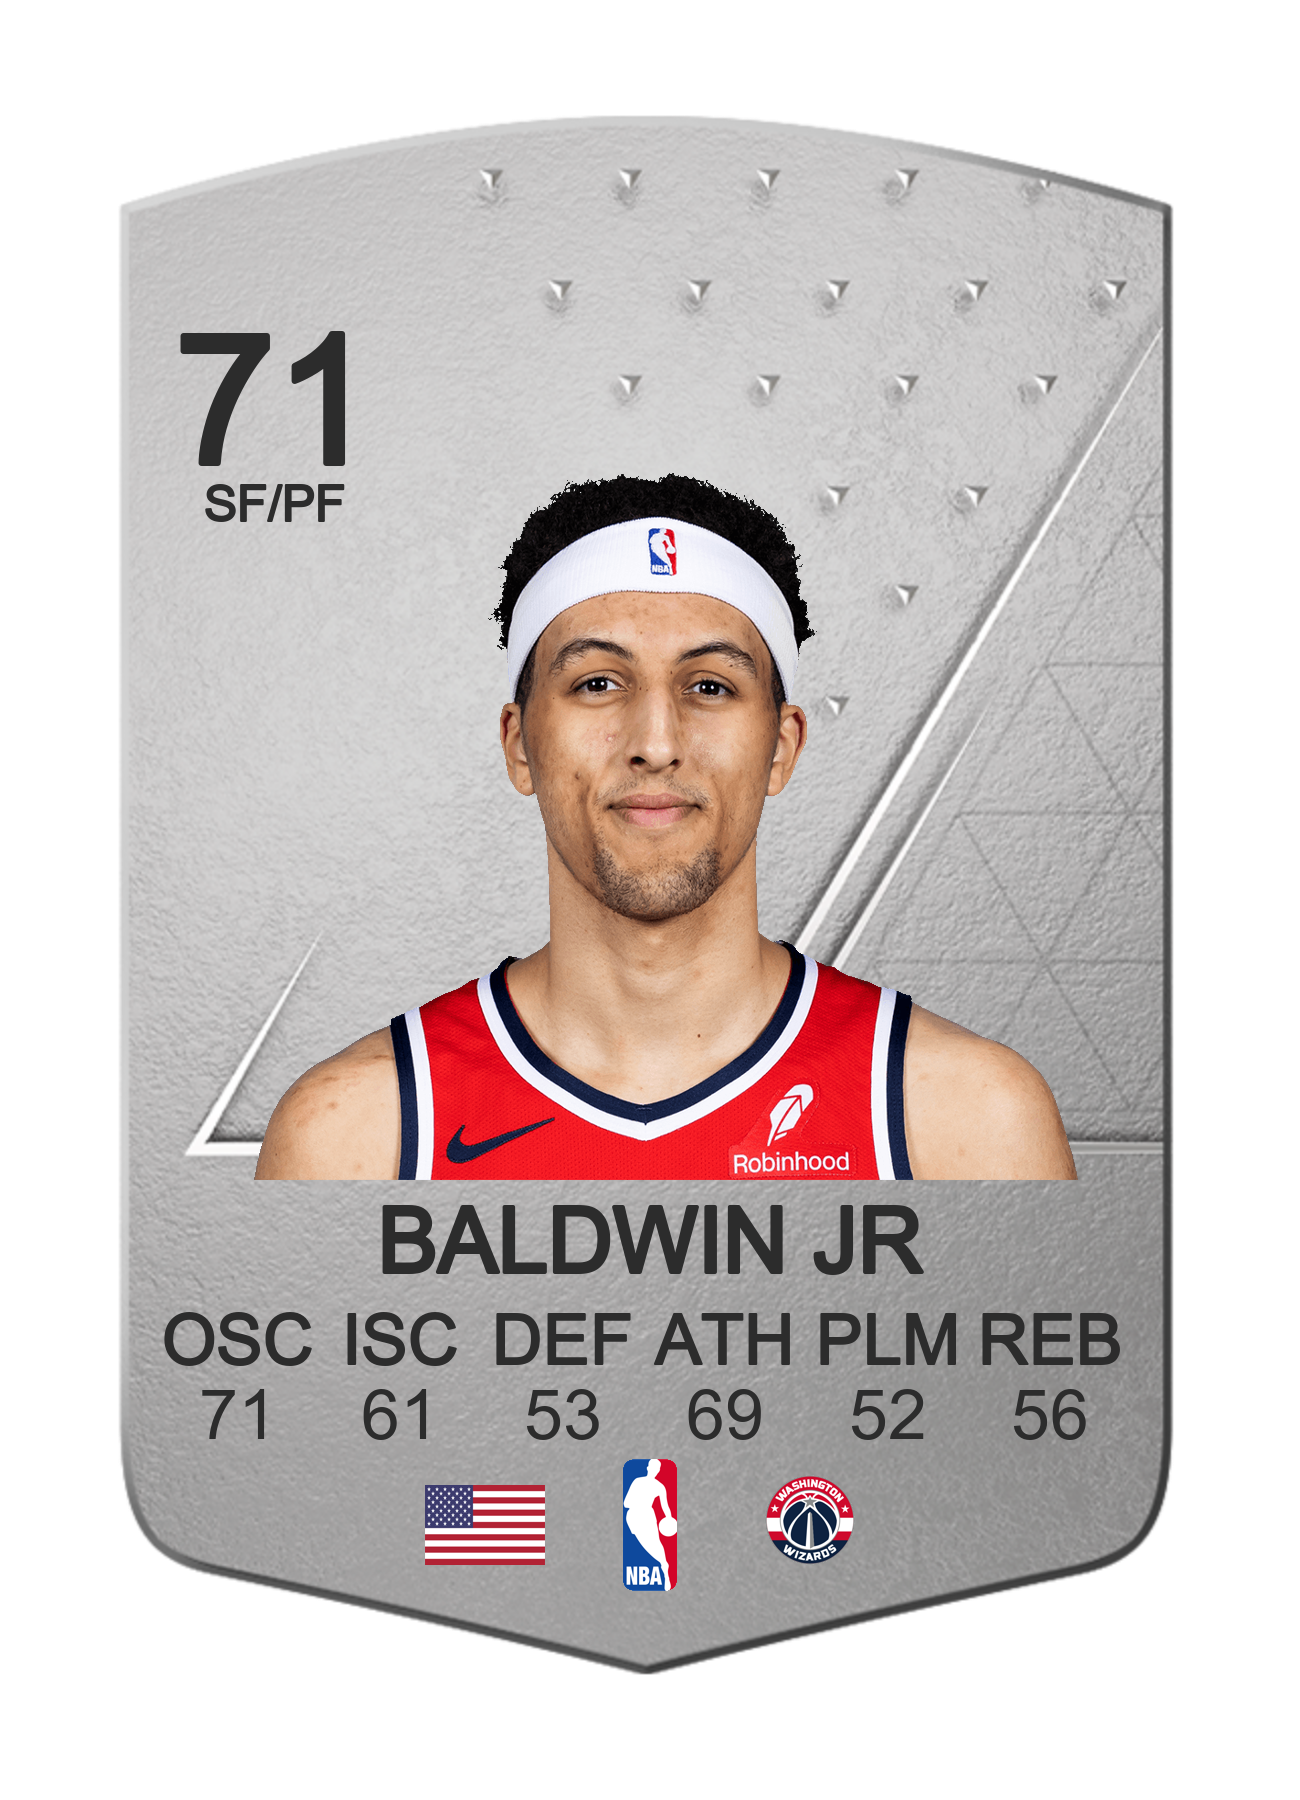 71
SF/PF
NBA
Robinhood
BALDWIN JR
OSC ISC DEF ATH PLM REB
71 61 53 69 52 56
NBA
WASHINGTON
WIZARDS